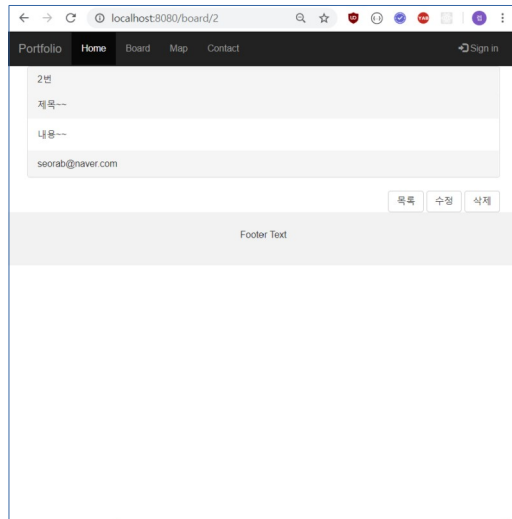 localhost:8080/board/2
Portfolio Home Board Map Contact Sign in
2번
제목~~
내용~~
seorab@naver.com
목록 수정 삭제
Footer Text